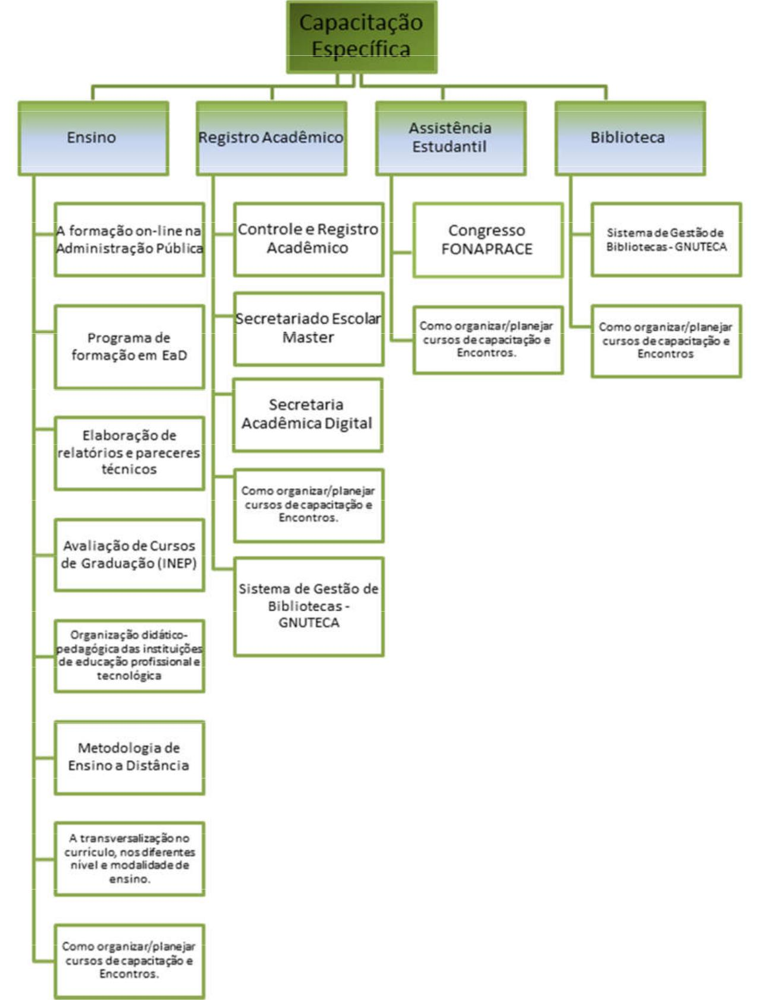 Capacitação
Específica
Ensino
Registro Acadêmico
Assistência
Estudantil
Biblioteca
A formação on-line na
Administração Pública
Programa de
formação em EaD
Elaboração de
relatórios e pareceres
técnicos
Avaliação de Cursos
de Graduação (INEP)
Organização didático-
pedagógica das instituições
de educação profissional e
tecnológica
Metodologia de
Ensino a Distância
A transversalização no
currículo, nos diferentes
nível e modalidade de
ensino.
Como organizar/planejar
cursos de capacitação e
Encontros.
Controle e Registro
Acadêmico
Secretariado Escolar
Master
Secretaria
Acadêmica Digital
Como organizar/planejar
cursos de capacitação e
Encontros.
Sistema de Gestão de
Bibliotecas -
GNUTECA
Congresso
FONAPRACE
Como organizar/planejar
cursos de capacitação e
Encontros.
Sistema de Gestão de
Bibliotecas - GNUTECA
Como organizar/planejar
cursos de capacitação e
Encontros